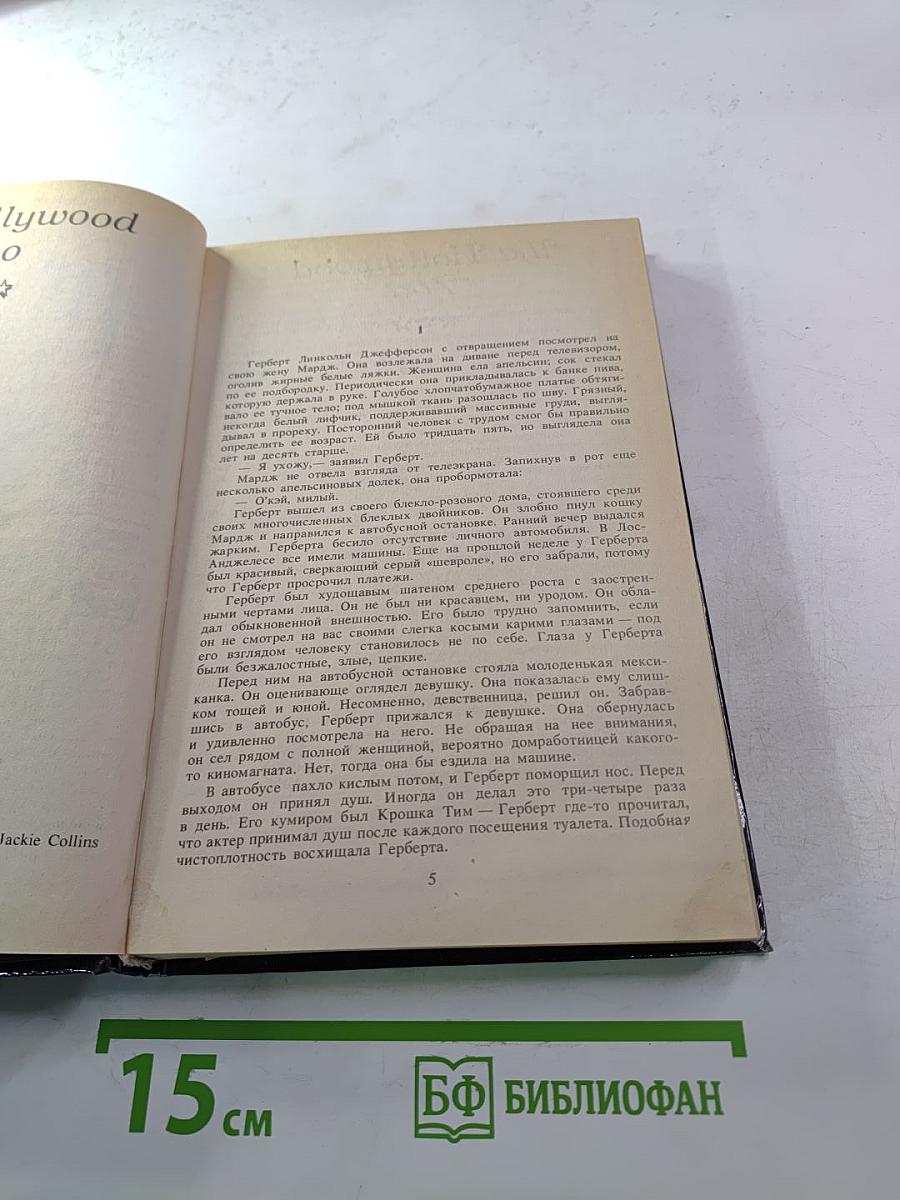 llywood
o
Jackie Collins
1
Герберт Линкольн Джефферсон с отвращением посмотрел на
свою жену Мардж. Она возлежала на диване перед телевизором,
оголив жирные белые ляжки. Женщина ела апельсин; сок стекал
по ее подбородку. Периодически она прикладывалась к банке пива,
которую держала в руке. Голубое хлопчатобумажное платье обтяги-
вало ее тучное тело; под мышкой ткань разошлась по шву. Грязный,
некогда белый лифчик, поддерживавший массивные груди, выгля-
дывал в прореху. Посторонний человек с трудом смог бы правильно
определить ее возраст. Ей было тридцать пять, но выглядела она
лет на десять старше.
— Я ухожу,— заявил Герберт.
Мардж не отвела взгляда от телеэкрана. Запихнув в рот еще
несколько апельсиновых долек, она пробормотала:
— О'кэй, милый.
Герберт вышел из своего блекло-розового дома, стоявшего среди
своих многочисленных блеклых двойников. Он злобно пнул кошку
Мардж и направился к автобусной остановке. Ранний вечер выдался
жарким. Герберта бесило отсутствие личного автомобиля. В Лос-
Анджелесе все имели машины. Еще на прошлой неделе у Герберта
был красивый, сверкающий серый «шевроле», но его забрали, потому
что Герберт просрочил платежи.
Герберт был худощавым шатеном среднего роста с заострен-
ными чертами лица. Он не был ни красавцем, ни уродом. Он обла-
дал обыкновенной внешностью. Его было трудно запомнить, если
он не смотрел на вас своими слегка косыми карими глазами — под
его взглядом человеку становилось не по себе. Глаза у Герберта
были безжалостные, злые, цепкие.
Перед ним на автобусной остановке стояла молоденькая мекси-
канка. Он оценивающе оглядел девушку. Она показалась ему слиш-
ком тощей и юной. Несомненно, девственница, решил он. Забрав-
шись в автобус, Герберт прижался к девушке. Она обернулась
и удивленно посмотрела на него. Не обращая на нее внимания,
он сел рядом с полной женщиной, вероятно домработницей какого-
то киномагната. Нет, тогда она бы ездила на машине.
В автобусе пахло кислым потом, и Герберт поморщил нос. Перед
выходом он принял душ. Иногда он делал это три-четыре раза
в день. Его кумиром был Крошка Тим — Герберт где-то прочитал,
что актер принимал душ после каждого посещения туалета. Подобная
чистоплотность восхищала Герберта.
5
15 см
БФ БИБЛИОФАН